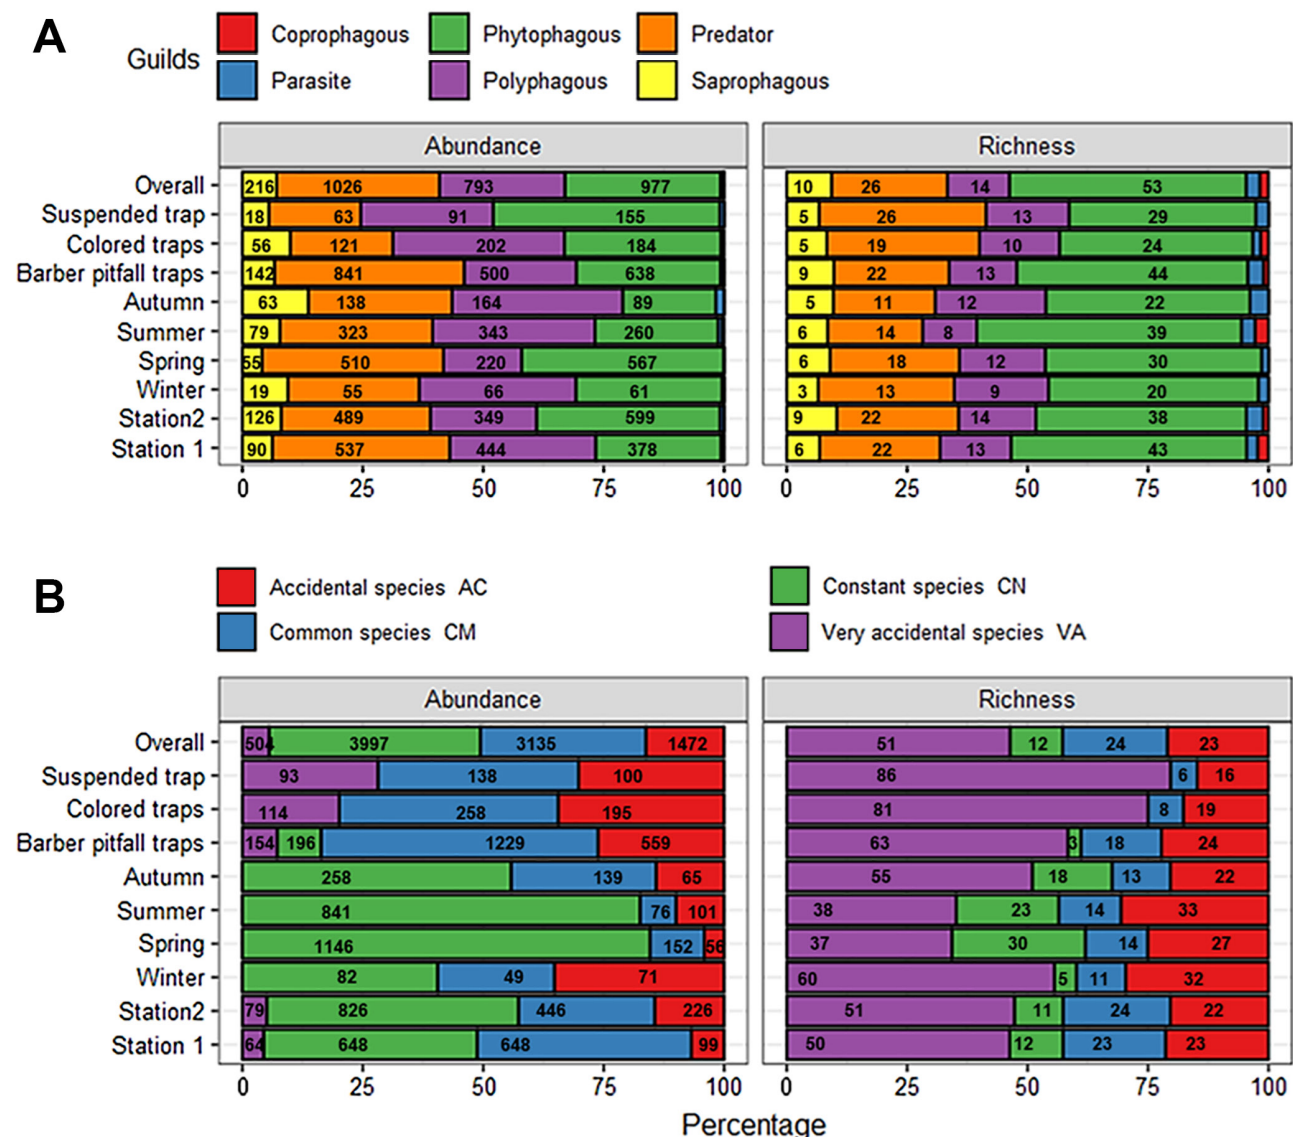 A
Guilds
Coprophagous Phytophagous Predator
Parasite Polyphagous Saprophagous
Abundance Richness
Overall 216 1026 793 977 10 26 14 53
Suspended trap 18 63 91 155 5 26 13 29
Colored traps 56 121 202 184 5 19 10 24
Barber pitfall traps 142 841 500 638 9 22 13 44
Autumn 63 138 164 89 5 11 12 22
Summer 79 323 343 260 6 14 8 39
Spring 55 510 220 567 6 18 12 30
Winter 19 55 66 61 3 13 9 20
Station2 126 489 349 599 9 22 14 38
Station 1 90 537 444 378 6 22 13 43
0 25 50 75 100 0 25 50 75 100
B
Accidental species AC Constant species CN
Common species CM Very accidental species VA
Abundance Richness
Overall 504 3997 3135 1472 51 12 24 23
Suspended trap 93 138 100 86 6 16
Colored traps 114 258 195 81 8 19
Barber pitfall traps 154 196 1229 559 63 3 18 24
Autumn 258 139 65 55 18 13 22
Summer 841 76 101 38 23 14 33
Spring 1146 152 56 37 30 14 27
Winter 82 49 71 60 5 11 32
Station2 79 826 446 226 51 11 24 22
Station 1 64 648 648 99 50 12 23 23
0 25 50 75 100 0 25 50 75 100
Percentage